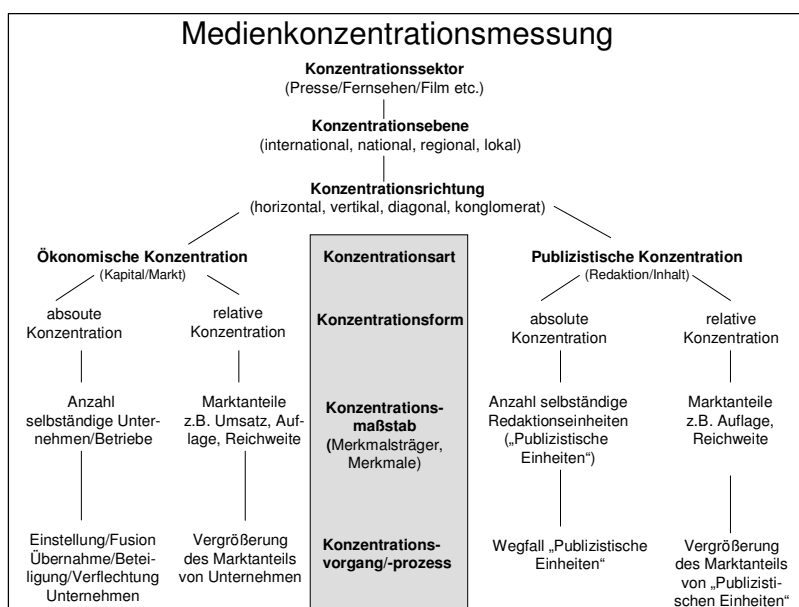 Medienkonzentrationsmessung
Konzentrationssektor
(Presse/Fernsehen/Film etc.)
Konzentrationsebene
(international, national, regional, lokal)
Konzentrationsrichtung
(horizontal, vertikal, diagonal, konglomerat)
Ökonomische Konzentration
(Kapital/Markt)
Konzentrationsart
Publizistische Konzentration
(Redaktion/Inhalt)
absoute
Konzentration
relative
Konzentration
Konzentrationsform
absolute
Konzentration
relative
Konzentration
Anzahl
selbständige Unter-
nehmen/Betriebe
Marktanteile
z.B. Umsatz, Auf-
lage, Reichweite
Konzentrations-
maßstab
(Merkmalsträger,
Merkmale)
Anzahl selbständige
Redaktionseinheiten
(„Publizistische
Einheiten“)
Marktanteile
z.B. Auflage,
Reichweite
Einstellung/Fusion
Übernahme/Betei-
ligung/Verflechtung
Unternehmen
Vergrößerung
des Marktanteils
von Unternehmen
Konzentrations-
vorgang/-prozess
Wegfall „Publizistische
Einheiten“
Vergrößerung
des Marktanteils
von „Publizisti-
schen Einheiten“